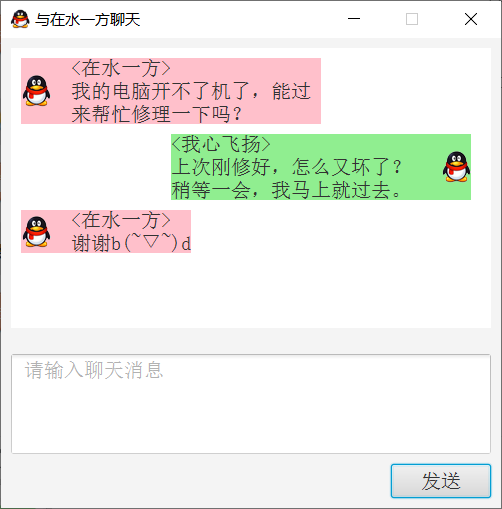 与在水一方聊天
<在水一方>
我的电脑开不了机了，能过
来帮忙修理一下吗？
<我心飞扬>
上次刚修好，怎么又坏了？
稍等一会，我马上就过去。
<在水一方>
谢谢b(~▽~)d
请输入聊天消息
发送